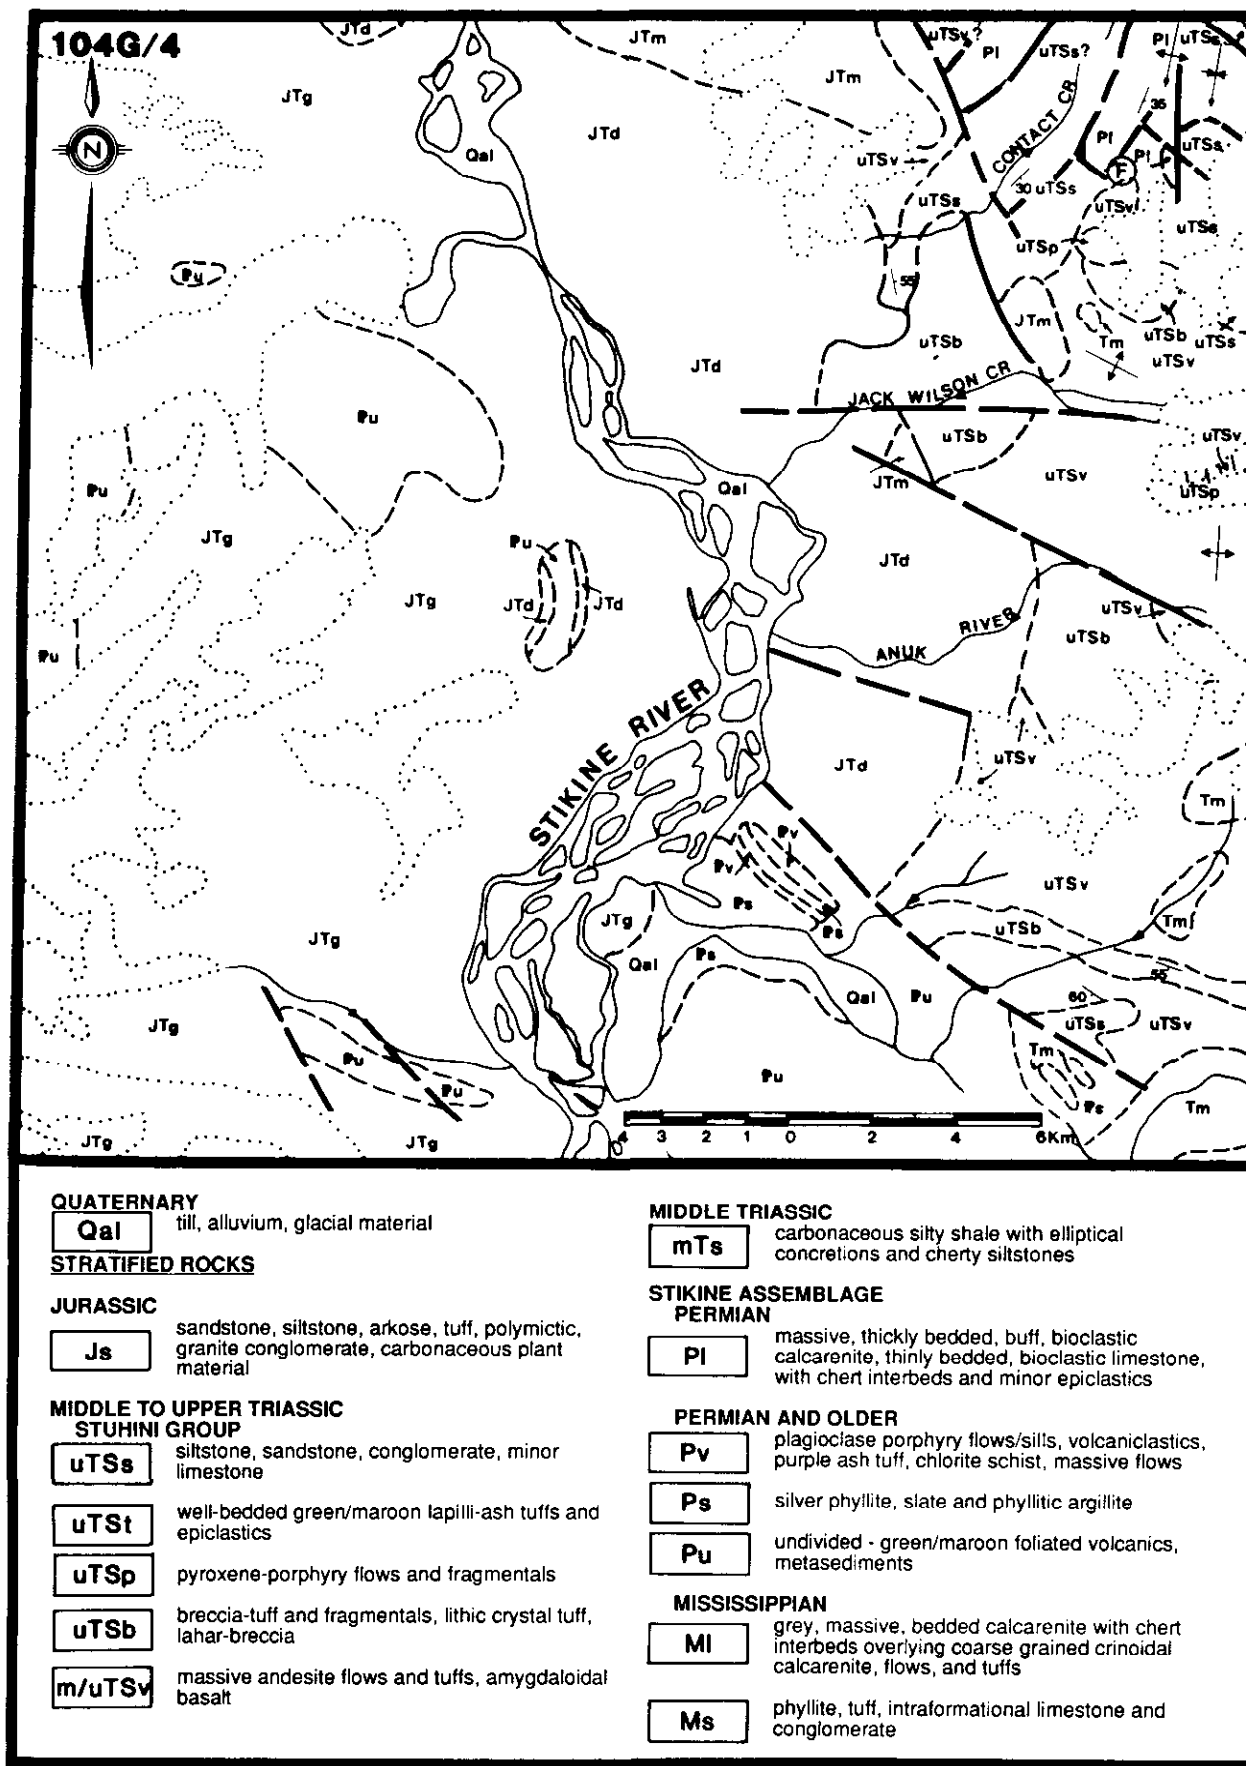 104G/4
N
JTd
JTm
uTSv?
Pl
uTSs?
Pl
uTSs
JTg
JTd
JTm
35
Qal
uTSv
CONTACT CR
Pl
Pl
uTSs
F
30
uTSs
uTSs
uTSv
uTSs
uTSp
Pu
55
JTm
Tm
uTSb
uTSs
uTSb
uTSv
JTd
JACK WILSON CR
Pu
uTSb
uTSv
Pu
JTm
uTSv
uTSp
Qal
JTg
Pu
JTd
JTg
JTd
JTd
uTSv
ANUK RIVER
uTSb
Pu
STIKINE RIVER
JTd
uTSv
Tm
Pv
Pv
uTSv
Ps
JTg
Ps
uTSb
Tm
JTg
Qal
Ps
55
Qal
Pu
60
JTg
uTSs
uTSv
Pu
Tm
Pu
Pu
Ps
Tm
4 3 2 1 0 2 4 6Km
JTg
JTg
QUATERNARY
Qal
till, alluvium, glacial material
STRATIFIED ROCKS
JURASSIC
Js
sandstone, siltstone, arkose, tuff, polymictic,
granite conglomerate, carbonaceous plant
material
MIDDLE TO UPPER TRIASSIC
STUHINI GROUP
uTSs
siltstone, sandstone, conglomerate, minor
limestone
uTSt
well-bedded green/maroon lapilli-ash tuffs and
epiclastics
uTSp
pyroxene-porphyry flows and fragmentals
uTSb
breccia-tuff and fragmentals, lithic crystal tuff,
lahar-breccia
m/uTSv
massive andesite flows and tuffs, amygdaloidal
basalt
MIDDLE TRIASSIC
mTs
carbonaceous silty shale with elliptical
concretions and cherty siltstones
STIKINE ASSEMBLAGE
PERMIAN
Pl
massive, thickly bedded, buff, bioclastic
calcarenite, thinly bedded, bioclastic limestone,
with chert interbeds and minor epiclastics
PERMIAN AND OLDER
Pv
plagioclase porphyry flows/sills, volcaniclastics,
purple ash tuff, chlorite schist, massive flows
Ps
silver phyllite, slate and phyllitic argillite
Pu
undivided - green/maroon foliated volcanics,
metasediments
MISSISSIPPIAN
Ml
grey, massive, bedded calcarenite with chert
interbeds overlying coarse grained crinoidal
calcarenite, flows, and tuffs
Ms
phyllite, tuff, intraformational limestone and
conglomerate